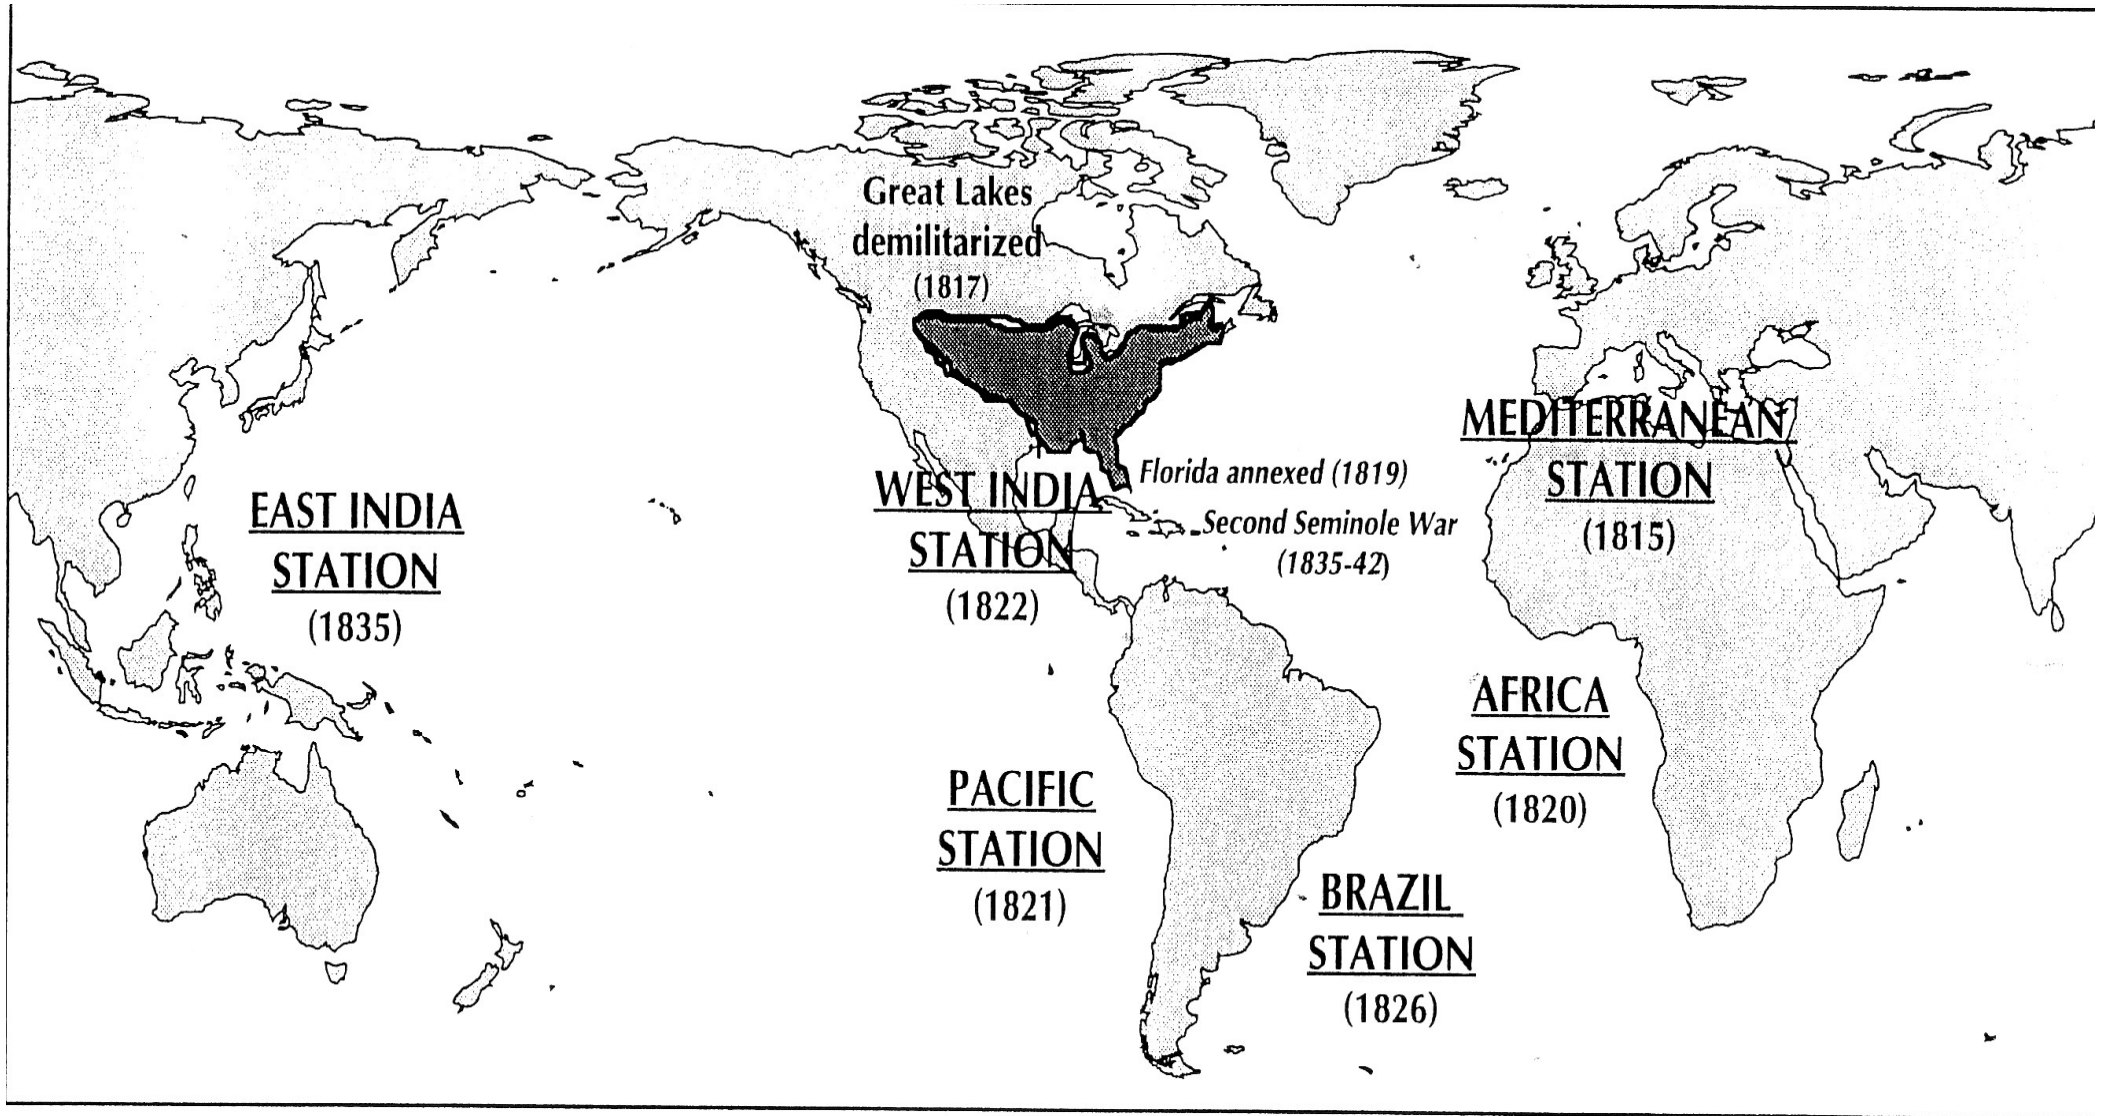 Great Lakes
demilitarized
(1817)
MEDITERRANEAN
STATION
(1815)
Florida annexed (1819)
Second Seminole War
(1835-42)
WEST INDIA
STATION
(1822)
EAST INDIA
STATION
(1835)
AFRICA
STATION
(1820)
PACIFIC
STATION
(1821)
BRAZIL
STATION
(1826)